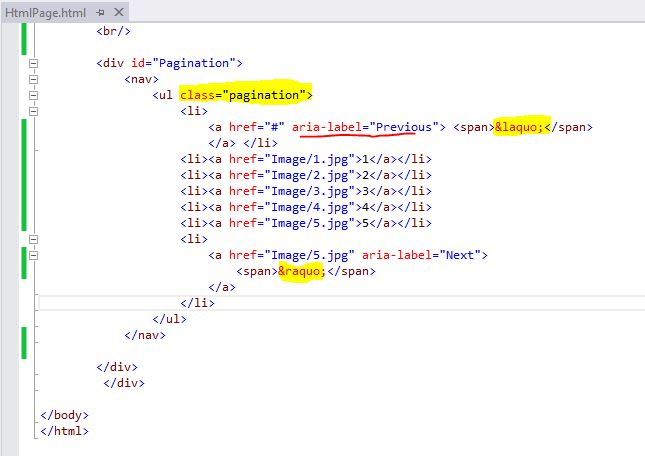 HtmlPage.html
<br/>
<div id="Pagination">
<nav>
<ul class="pagination">
<li>
<a href="#" aria-label="Previous"> <span>&laquo;</span>
</a> </li>
<li><a href="Image/1.jpg">1</a></li>
<li><a href="Image/2.jpg">2</a></li>
<li><a href="Image/3.jpg">3</a></li>
<li><a href="Image/4.jpg">4</a></li>
<li><a href="Image/5.jpg">5</a></li>
<li>
<a href="Image/5.jpg" aria-label="Next">
<span>&raquo;</span>
</a>
</li>
</ul>
</nav>
</div>
</div>
</body>
</html>